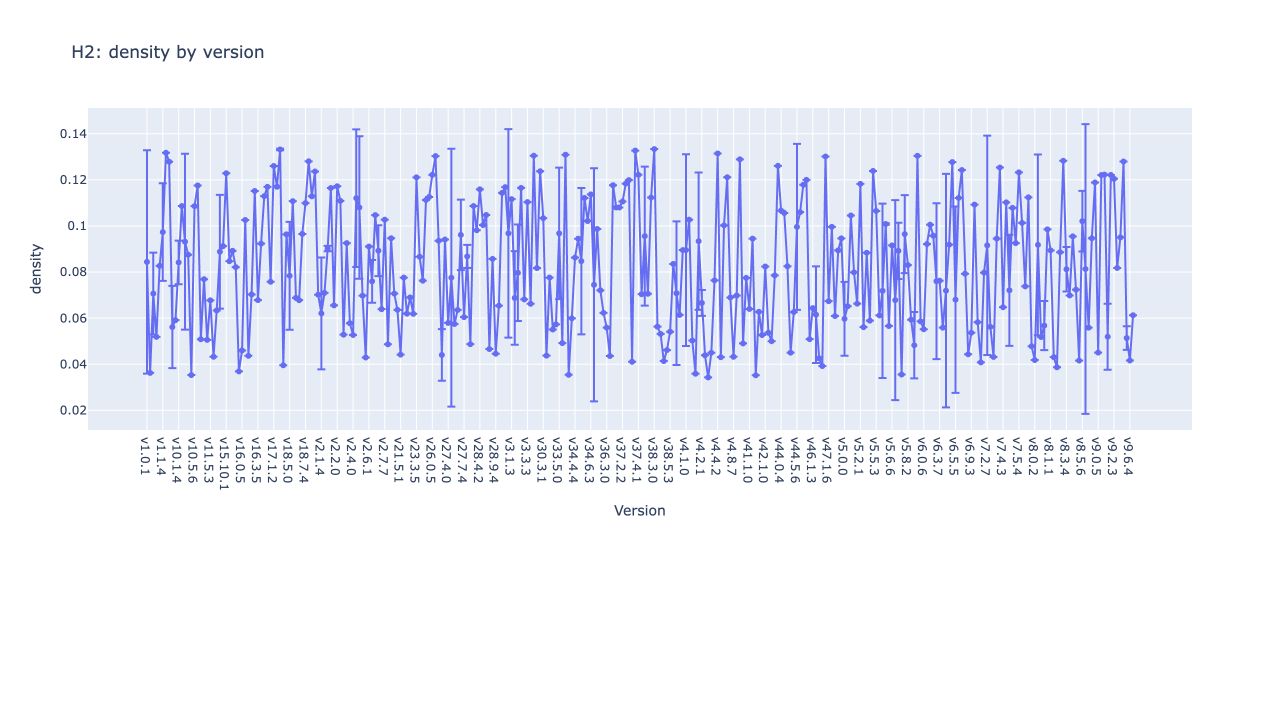 H2: density by version
density
0.14
0.12
0.1
0.08
0.06
0.04
0.02
v1.0.1
v1.1.4
v10.1.4
v10.5.6
v11.5.3
v15.10.1
v16.0.5
v16.3.5
v17.1.2
v18.5.0
v18.7.4
v2.1.4
v2.2.0
v2.4.0
v2.6.1
v2.7.7
v21.5.1
v23.3.5
v26.0.5
v27.4.0
v27.7.4
v28.4.2
v28.9.4
v3.1.3
v3.3.3
v30.3.1
v33.5.0
v34.4.4
v34.6.3
v36.3.0
v37.2.2
v37.4.1
v38.3.0
v38.5.3
v4.1.0
v4.2.1
v4.4.2
v4.8.7
v41.1.0
v42.1.0
v44.0.4
v44.5.6
v46.1.3
v47.1.6
v5.0.0
v5.2.1
v5.5.3
v5.6.6
v5.8.2
v6.0.6
v6.3.7
v6.5.5
v6.9.3
v7.2.7
v7.4.3
v7.5.4
v8.0.2
v8.1.1
v8.3.4
v8.5.6
v9.0.5
v9.2.3
v9.6.4
Version